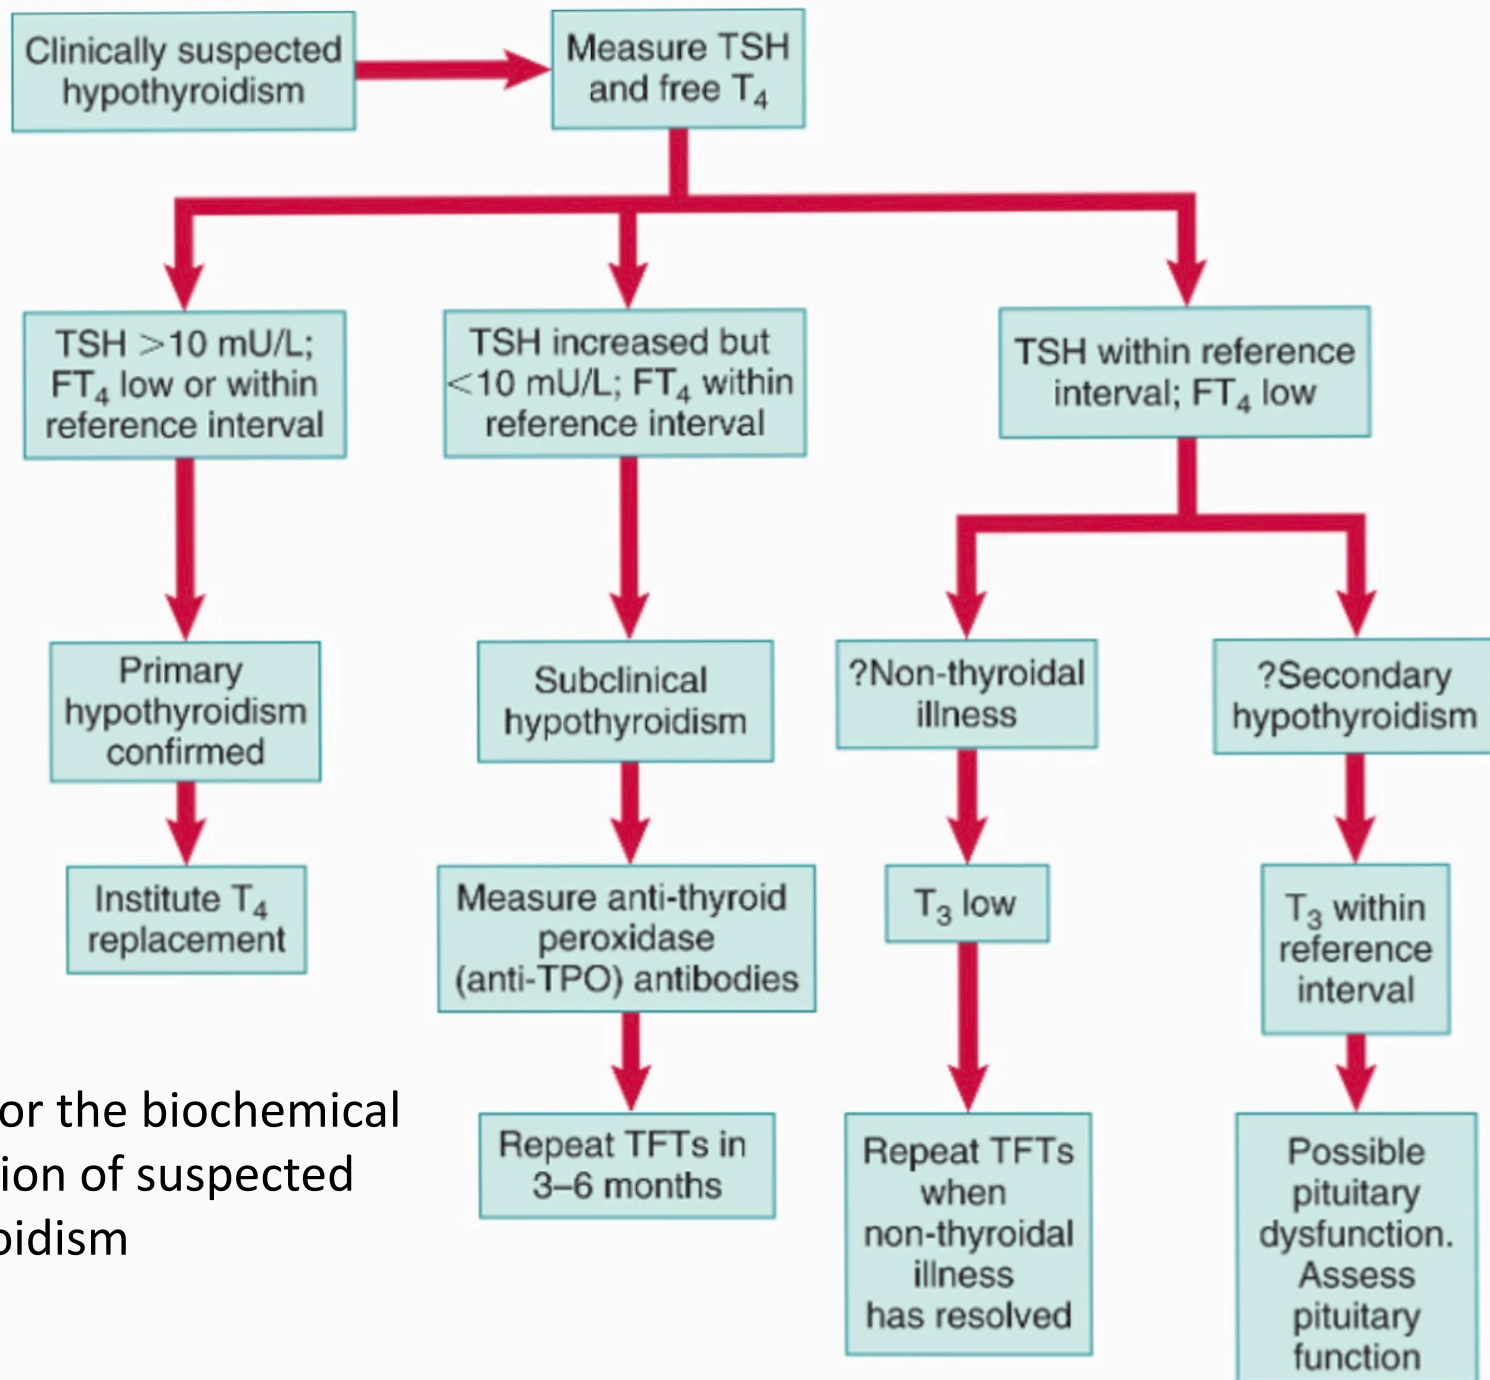 Clinically suspected
hypothyroidism
Measure TSH
and free T₄
TSH >10 mU/L;
FT₄ low or within
reference interval
TSH increased but
<10 mU/L; FT₄ within
reference interval
TSH within reference
interval; FT₄ low
Primary
hypothyroidism
confirmed
Subclinical
hypothyroidism
?Non-thyroidal
illness
?Secondary
hypothyroidism
Institute T₄
replacement
Measure anti-thyroid
peroxidase
(anti-TPO) antibodies
T₃ low
T₃ within
reference
interval
Repeat TFTs in
3–6 months
Repeat TFTs
when
non-thyroidal
illness
has resolved
Possible
pituitary
dysfunction.
Assess
pituitary
function
or the biochemical
ion of suspected
oidism